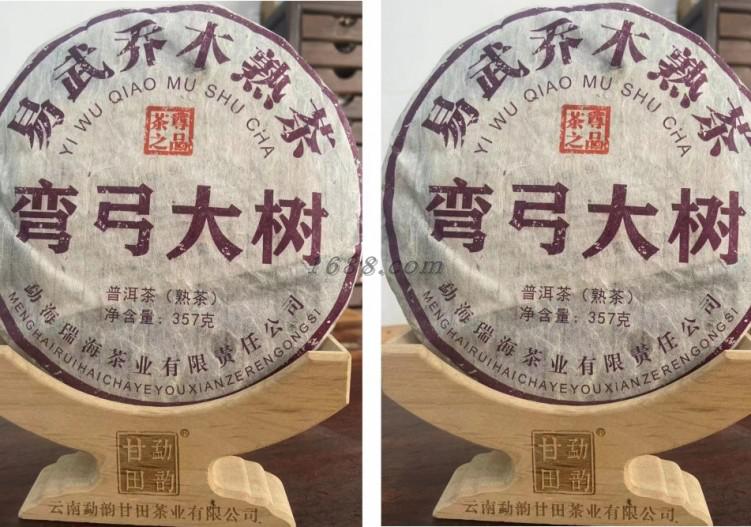 易武乔木熟茶
YI WU QIAO MU SHU CHA
尊品
茶之
弯弓大树
普洱茶（熟茶）
净含量：357克
勐海瑞海茶业有限责任公司
MENGHAIRUIHAICHAYEYOUXIANZERENGONGSI
勐韵
甘田
®
云南勐韵甘田茶业有限公司
易武乔木熟茶
YI WU QIAO MU SHU CHA
尊品
茶之
弯弓大树
普洱茶（熟茶）
净含量：357克
勐海瑞海茶业有限责任公司
MENGHAIRUIHAICHAYEYOUXIANZERENGONGSI
勐韵
甘田
®
云南勐韵甘田茶业有限公司
1688.com